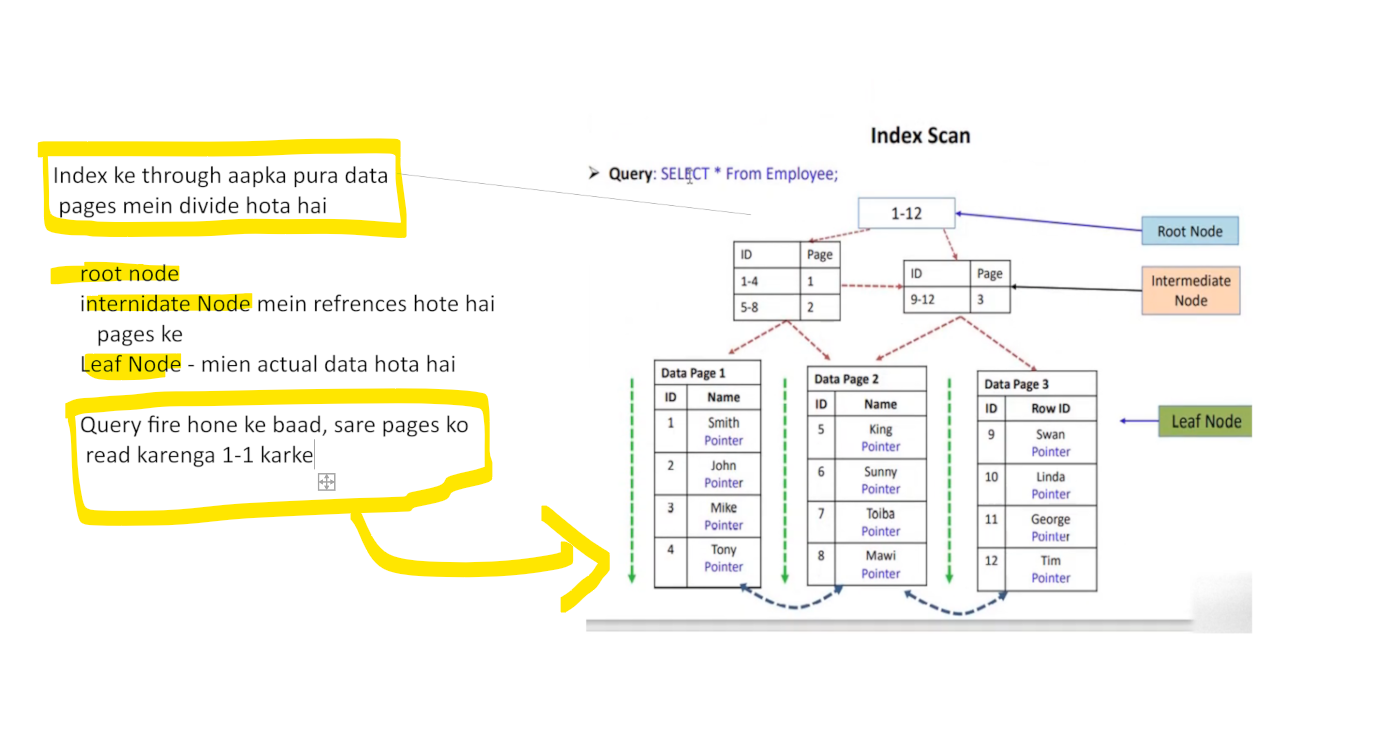 Index ke through aapka pura data
pages mein divide hota hai
root node
internidate Node mein refrences hote hai
pages ke
Leaf Node - mien actual data hota hai
Query fire hone ke baad, sare pages ko
read karenga 1-1 karke
Index Scan
➢ Query: SELECT * From Employee;
1-12
Root Node
ID Page
1-4 1
5-8 2
ID Page
9-12 3
Intermediate
Node
Data Page 1
ID Name
1 Smith
Pointer
2 John
Pointer
3 Mike
Pointer
4 Tony
Pointer
Data Page 2
ID Name
5 King
Pointer
6 Sunny
Pointer
7 Toiba
Pointer
8 Mawi
Pointer
Data Page 3
ID Row ID
9 Swan
Pointer
10 Linda
Pointer
11 George
Pointer
12 Tim
Pointer
Leaf Node